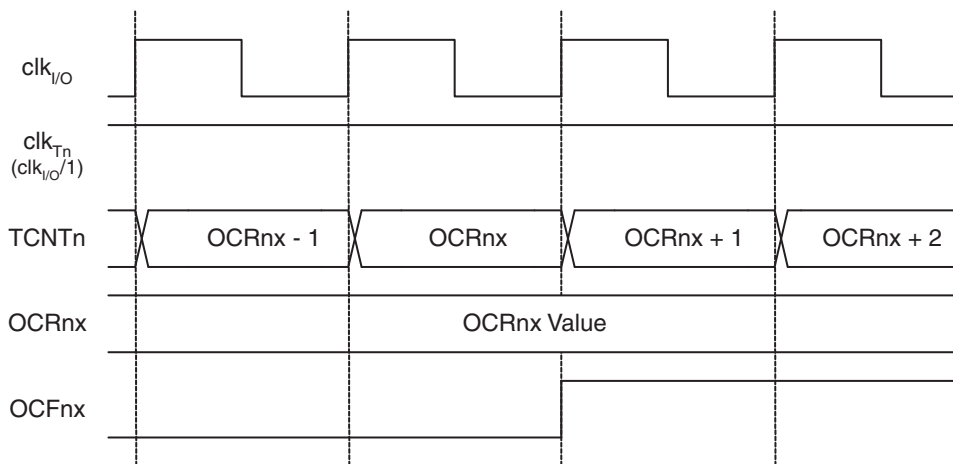 clkI/O
clkTn
(clkI/O/1)
TCNTn
OCRnx - 1
OCRnx
OCRnx + 1
OCRnx + 2
OCRnx
OCRnx Value
OCFnx